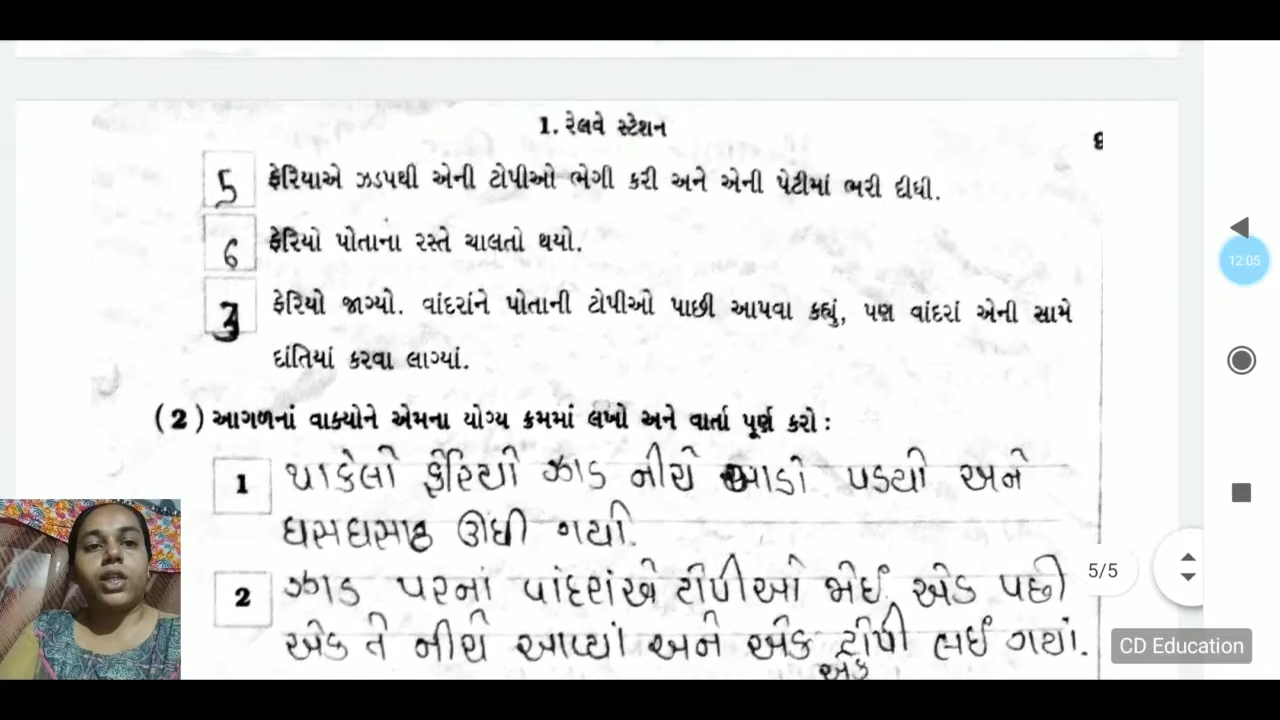 1. રેલવે સ્ટેશન
5 ફેરિયાએ ઝડપથી એની ટોપીઓ ભેગી કરી અને એની પેટીમાં ભરી દીધી.
6 ફેરિયો પોતાના રસ્તે ચાલતો થયો.
3 ફેરિયો જાગ્યો. વાંદરાંને પોતાની ટોપીઓ પાછી આપવા કહ્યું, પણ વાંદરાં એની સામે
દાંતિયાં કરવા લાગ્યાં.
(2) આગળનાં વાક્યોને એમના યોગ્ય ક્રમમાં લખો અને વાર્તા પૂર્ણ કરો :
1 થાકેલો ફેરિયો ઝાડ નીચે આડો પડ્યો અને
ઘસઘસાટ ઊંઘી ગયો.
2 ઝાડ પરનાં વાંદરાંએ ટોપીઓ જોઈ. એક પછી
એક તે નીચે આવ્યાં અને એક ટોપી લઈ ગયાં.
એક
12:05
5/5
CD Education